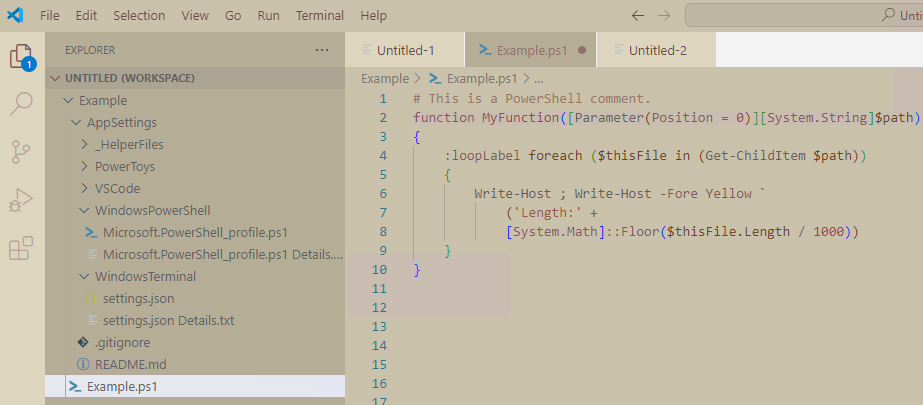 File Edit Selection View Go Run Terminal Help
Unti
EXPLORER ...
1
UNTITLED (WORKSPACE)
Example
AppSettings
_HelperFiles
PowerToys
VSCode
WindowsPowerShell
Microsoft.PowerShell_profile.ps1
Microsoft.PowerShell_profile.ps1 Details....
WindowsTerminal
settings.json
settings.json Details.txt
.gitignore
README.md
Example.ps1
Untitled-1 Example.ps1 Untitled-2
Example > Example.ps1 > ...
1 # This is a PowerShell comment.
2 function MyFunction([Parameter(Position = 0)][System.String]$path)
3 {
4 :loopLabel foreach ($thisFile in (Get-ChildItem $path))
5 {
6 Write-Host ; Write-Host -Fore Yellow `
7 ('Length:' +
8 [System.Math]::Floor($thisFile.Length / 1000))
9 }
10 }
11
12
13
14
15
16
17